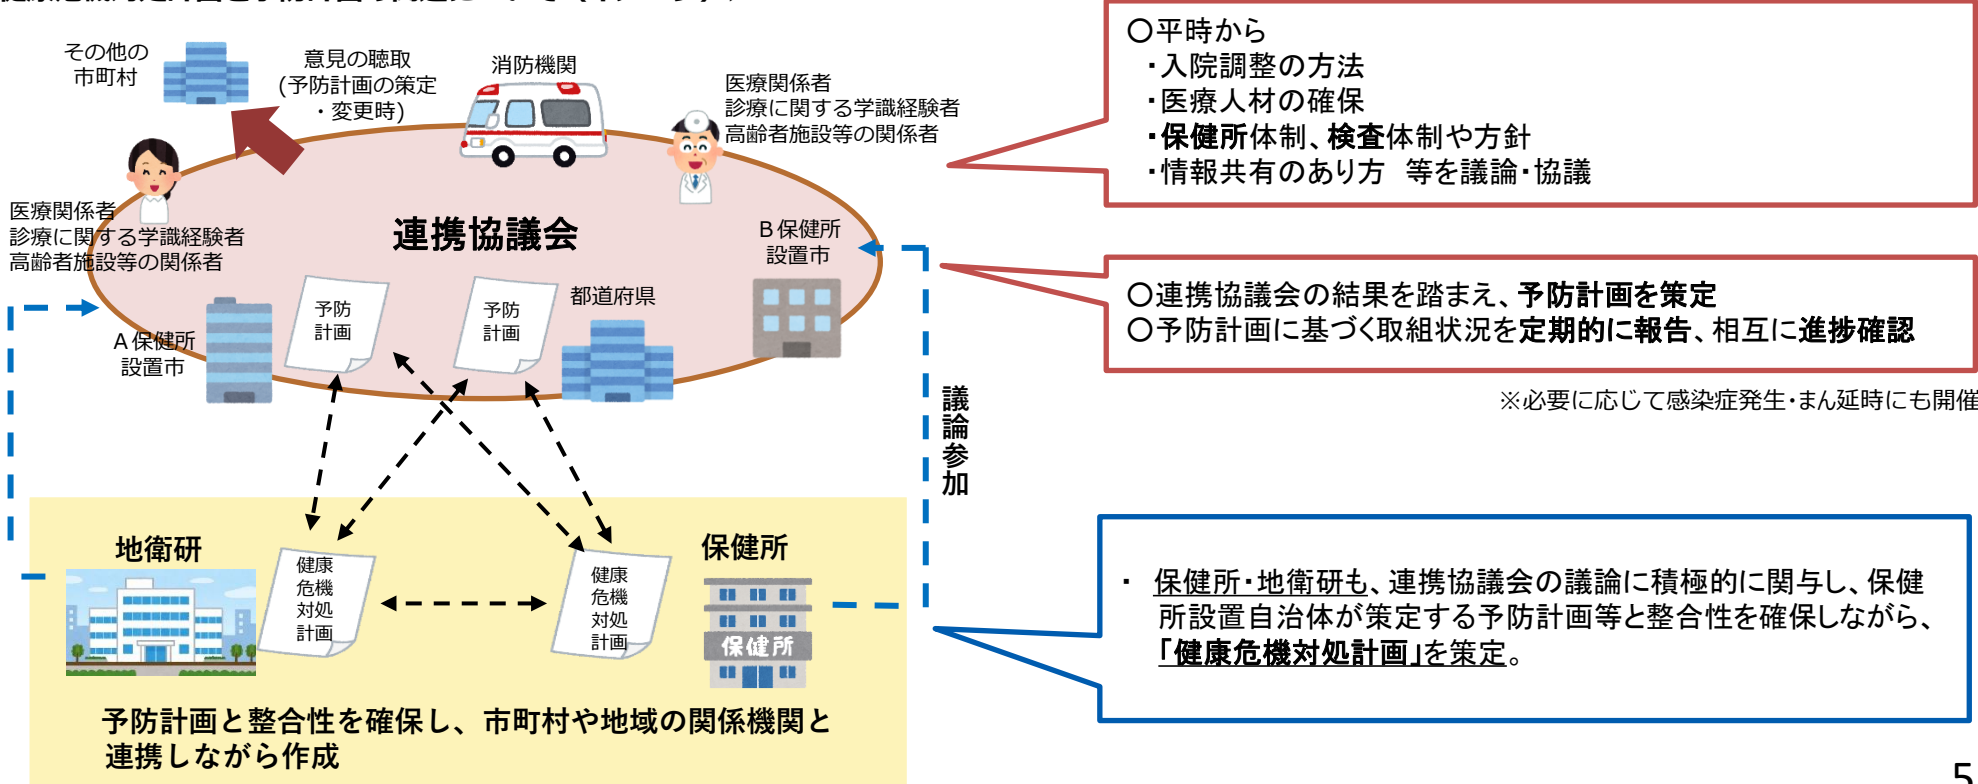 その他の
市町村
意見の聴取
(予防計画の策定
・変更時)
消防機関
医療関係者
診療に関する学識経験者
高齢者施設等の関係者
医療関係者
診療に関する学識経験者
高齢者施設等の関係者
連携協議会
B保健所
設置市
A保健所
設置市
予防
計画
予防
計画
都道府県
議論参加
地衛研
健康
危機
対処
計画
健康
危機
対処
計画
保健所
保健所
予防計画と整合性を確保し、市町村や地域の関係機関と
連携しながら作成
○平時から
・入院調整の方法
・医療人材の確保
・保健所体制、検査体制や方針
・情報共有のあり方 等を議論・協議
○連携協議会の結果を踏まえ、予防計画を策定
○予防計画に基づく取組状況を定期的に報告、相互に進捗確認
※必要に応じて感染症発生・まん延時にも開催
・ 保健所・地衛研も、連携協議会の議論に積極的に関与し、保健
所設置自治体が策定する予防計画等と整合性を確保しながら、
「健康危機対処計画」を策定。
5